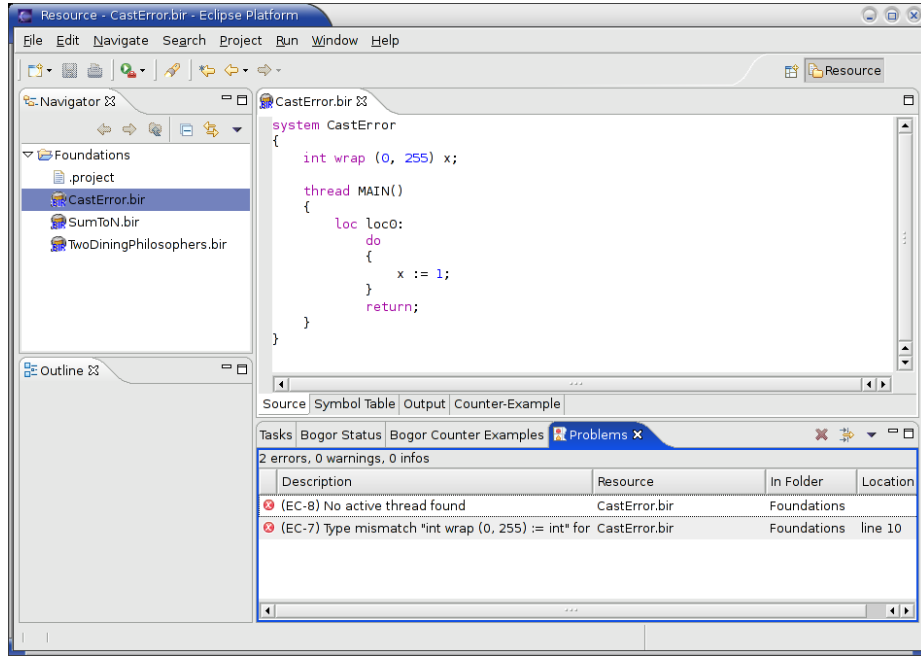 Resource - CastError.bir - Eclipse Platform
File Edit Navigate Search Project Run Window Help
Resource
Navigator
Foundations
.project
CastError.bir
SumToN.bir
TwoDiningPhilosophers.bir
Outline
CastError.bir
system CastError
{
int wrap (0, 255) x;
thread MAIN()
{
loc loc0:
do
{
x := 1;
}
return;
}
}
Source Symbol Table Output Counter-Example
Tasks Bogor Status Bogor Counter Examples Problems
2 errors, 0 warnings, 0 infos
Description Resource In Folder Location
(EC-8) No active thread found CastError.bir Foundations
(EC-7) Type mismatch "int wrap (0, 255) := int" for CastError.bir Foundations line 10